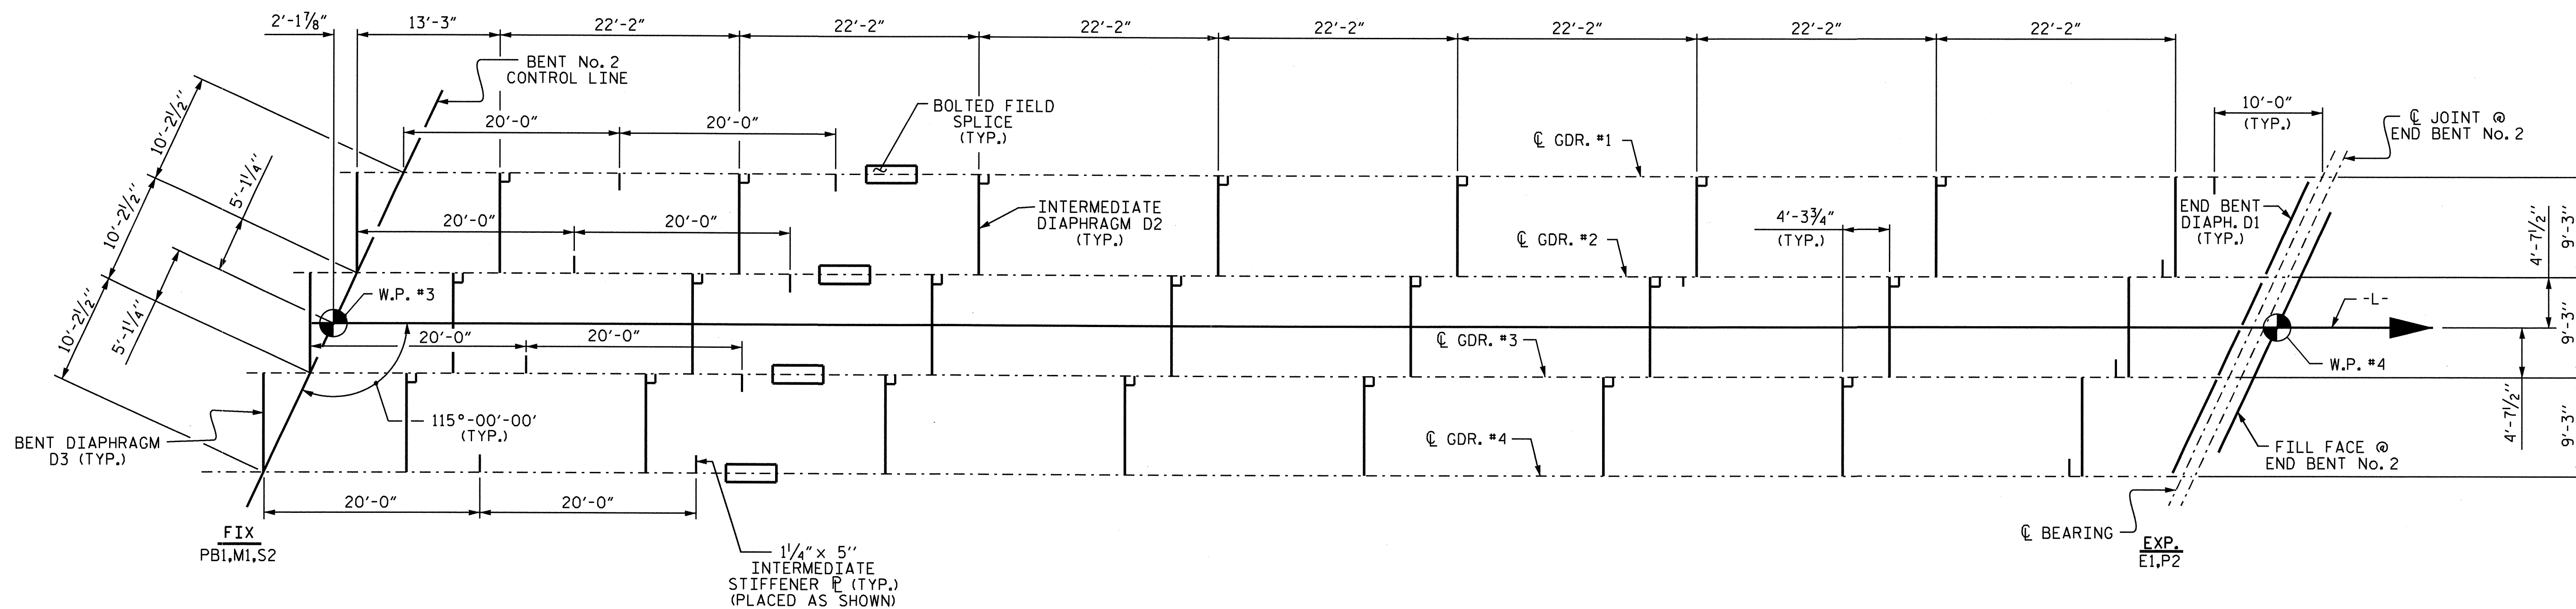 2'-1⅞"
13'-3"
22'-2"
22'-2"
22'-2"
22'-2"
22'-2"
22'-2"
22'-2"
BENT No. 2
CONTROL LINE
10'-2½"
10'-2½"
10'-2½"
5'-1¼"
5'-1¼"
20'-0"
20'-0"
BOLTED FIELD
SPLICE
(TYP.)
℄ GDR. #1
10'-0"
(TYP.)
℄ JOINT @
END BENT No. 2
20'-0"
20'-0"
INTERMEDIATE
DIAPHRAGM D2
(TYP.)
℄ GDR. #2
4'-3¾"
(TYP.)
END BENT
DIAPH. D1
(TYP.)
4'-7½"
9'-3"
W.P. #3
-L-
20'-0"
20'-0"
℄ GDR. #3
9'-3"
W.P. #4
115°-00'-00'
(TYP.)
BENT DIAPHRAGM
D3 (TYP.)
℄ GDR. #4
4'-7½"
9'-3"
FILL FACE @
END BENT No. 2
20'-0"
20'-0"
FIX
PB1,M1,S2
1¼" x 5"
INTERMEDIATE
STIFFENER ⅊ (TYP.)
(PLACED AS SHOWN)
℄ BEARING
EXP.
E1,P2